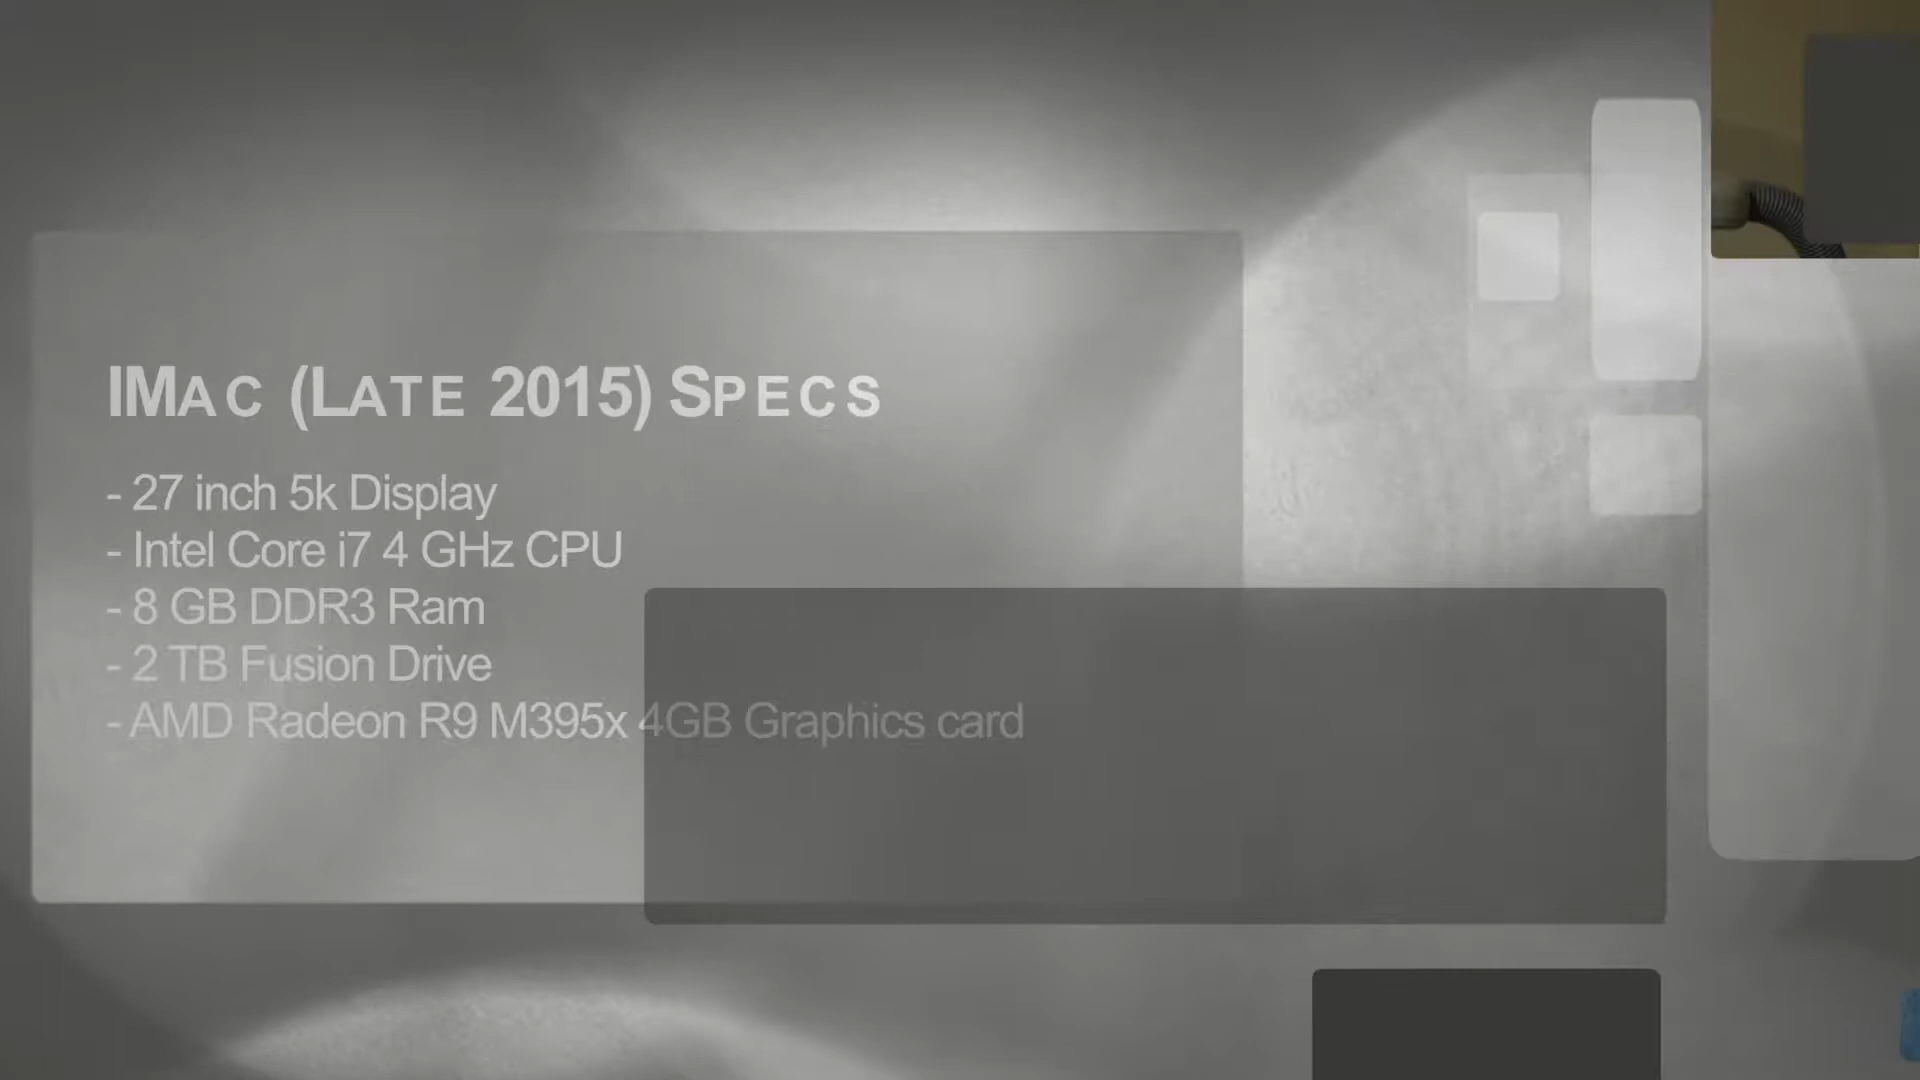 IMac (Late 2015) Specs
- 27 inch 5k Display
- Intel Core i7 4 GHz CPU
- 8 GB DDR3 Ram
- 2 TB Fusion Drive
- AMD Radeon R9 M395x 4GB Graphics card